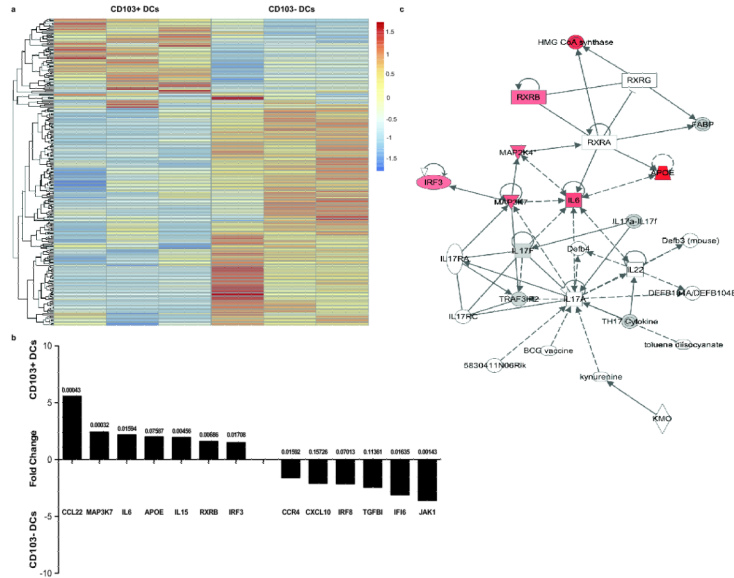 a
CD103+ DCs
CD103- DCs
1.5
1
0.5
0
-0.5
-1
-1.5
b
10
5
0
-5
-10
CD103+ DCs
Fold Change
CD103- DCs
0.00043
0.00032
0.01594
0.07587
0.00456
0.00686
0.01708
0.01592
0.15726
0.07013
0.11361
0.01635
0.00143
CCL22 MAP3K7 IL6 APOE IL15 RXRB IRF3 CCR4 CXCL10 IRF8 TGFBI IFI6 JAK1
c
HMG CoA synthase
RXRG
RXRB
FABP
RXRA
MAP2K4*
APOE
IRF3
MAP3K7
IL6
IL17a-IL17f
IL17F
Defb4
Defb3 (mouse)
IL17RA
IL22
TRAF3IP2
IL17A
DEFB104A/DEFB104B
IL17RC
TH17 Cytokine
BCG vaccine
toluene diisocyanate
5830411N06Rik
kynurenine
KMO